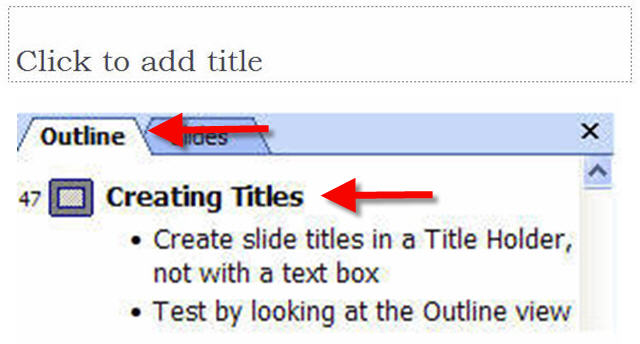 Click to add title
Outline Slides
47 Creating Titles
• Create slide titles in a Title Holder,
not with a text box
• Test by looking at the Outline view